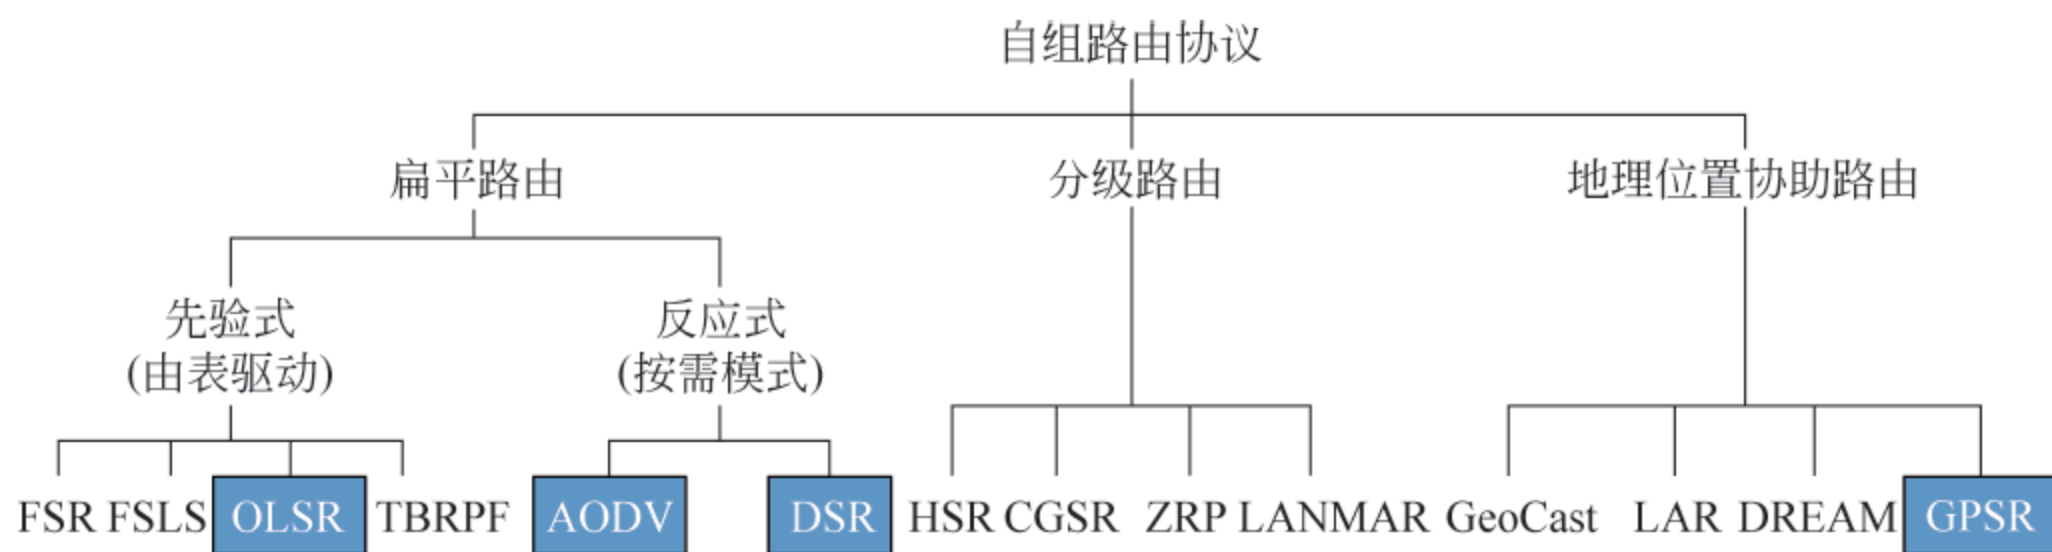 自组路由协议
扁平路由 分级路由 地理位置协助路由
先验式 反应式
(由表驱动) (按需模式)
FSR FSLS OLSR TBRPF AODV DSR HSR CGSR ZRP LANMAR GeoCast LAR DREAM GPSR